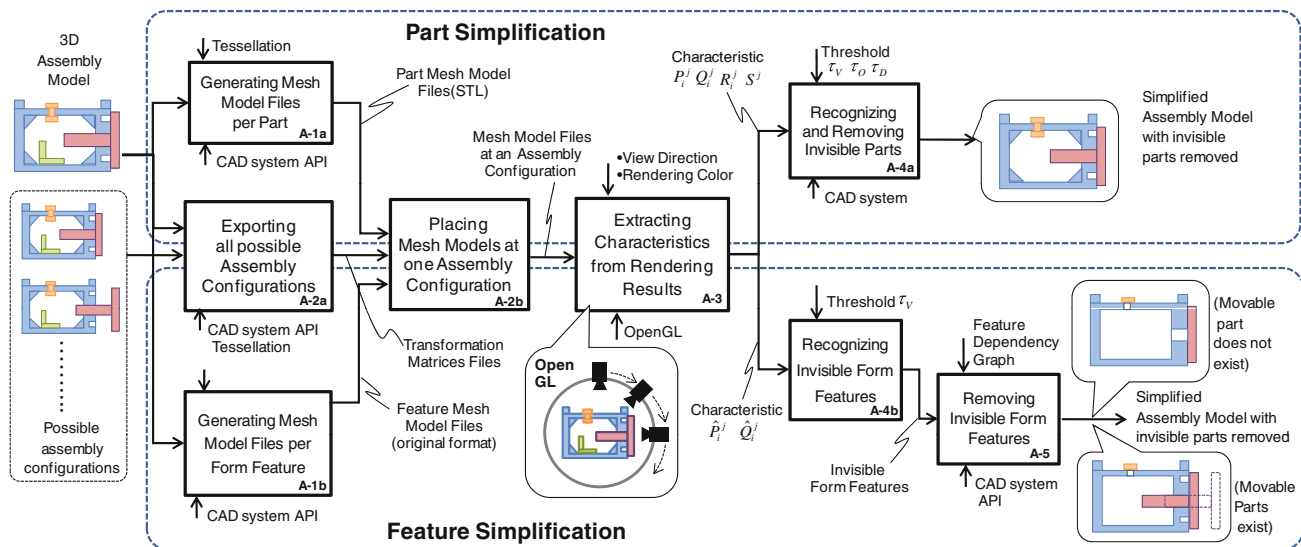 Part Simplification
3D
Assembly
Model
Tessellation
Generating Mesh
Model Files
per Part
A-1a
CAD system API
Part Mesh Model
Files(STL)
Mesh Model Files
at an Assembly
Configuration
•View Direction
•Rendering Color
Characteristic
P_i^j Q_i^j R_i^j S^j
Threshold
τ_V τ_O τ_D
Recognizing
and Removing
Invisible Parts
A-4a
CAD system
Simplified
Assembly Model
with invisible
parts removed
Exporting
all possible
Assembly
Configurations
A-2a
CAD system API
Tessellation
Placing
Mesh Models at
one Assembly
Configuration
A-2b
Extracting
Characteristics
from Rendering
Results
A-3
OpenGL
Transformation
Matrices Files
Open
GL
Possible
assembly
configurations
Generating Mesh
Model Files per
Form Feature
A-1b
CAD system API
Feature Mesh
Model Files
(original format)
Threshold τ_V
Recognizing
Invisible Form
Features
A-4b
Characteristic
P̂_i^j Q̂_i^j
Invisible
Form Features
Feature
Dependency
Graph
Removing
Invisible Form
Features
A-5
CAD system
API
(Movable
part
does not
exist)
Simplified
Assembly Model with
invisible parts removed
(Movable
Parts
exist)
Feature Simplification